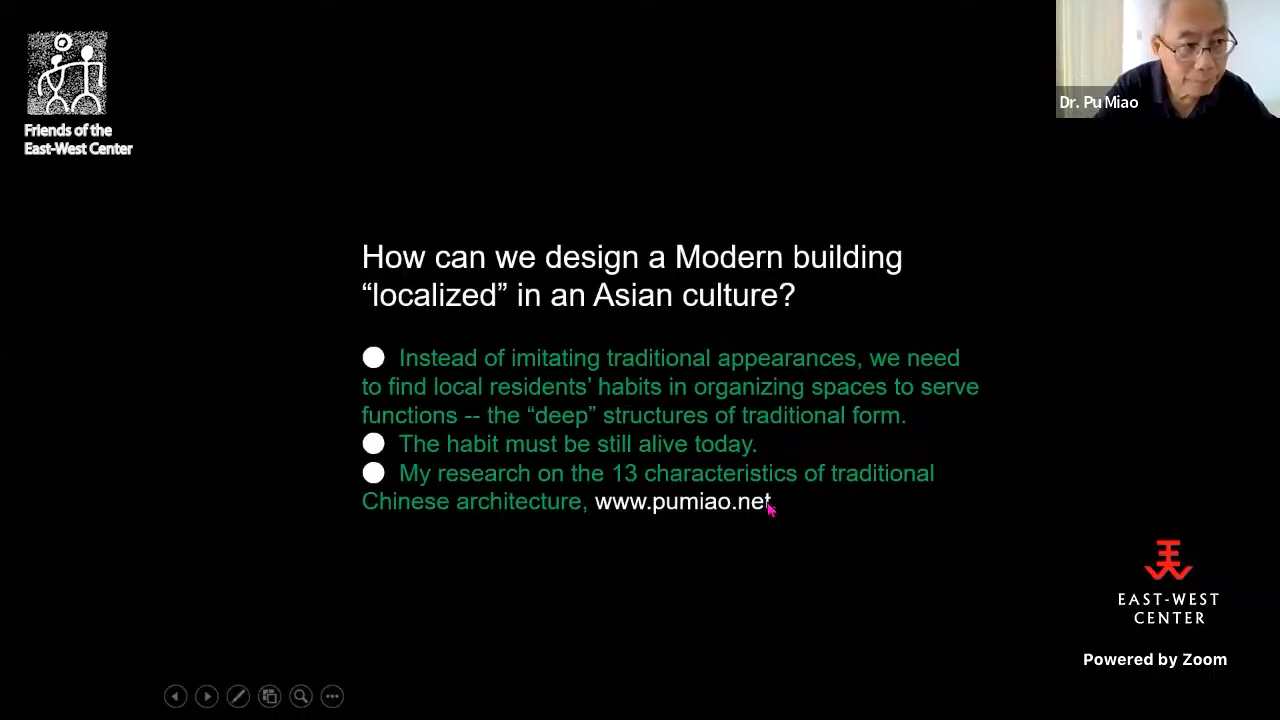 Friends of the
East-West Center
Dr. Pu Miao
How can we design a Modern building
“localized” in an Asian culture?
Instead of imitating traditional appearances, we need
to find local residents’ habits in organizing spaces to serve
functions -- the “deep” structures of traditional form.
The habit must be still alive today.
My research on the 13 characteristics of traditional
Chinese architecture, www.pumiao.net.
EAST-WEST
CENTER
Powered by Zoom